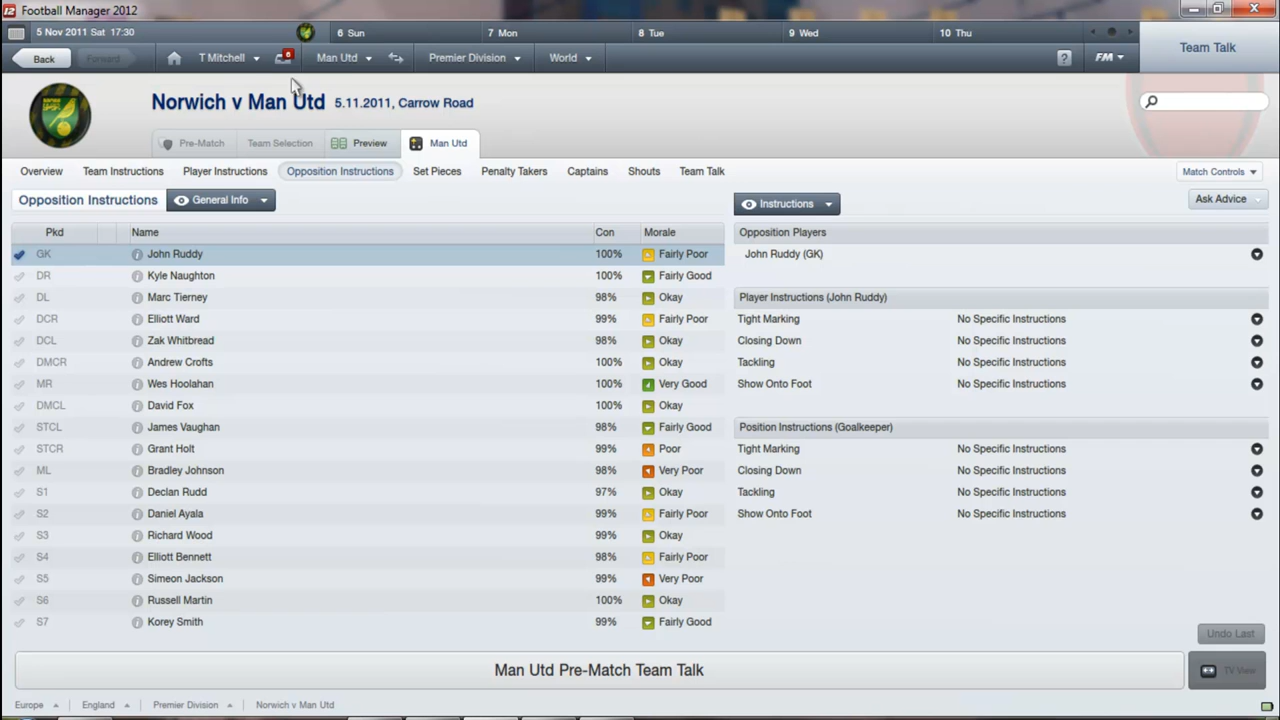 12 Football Manager 2012
5 Nov 2011 Sat 17:30 6 Sun 7 Mon 8 Tue 9 Wed 10 Thu
Back Forward T Mitchell 6 Man Utd Premier Division World ? FM Team Talk
Norwich v Man Utd 5.11.2011, Carrow Road
Pre-Match Team Selection Preview Man Utd
Overview Team Instructions Player Instructions Opposition Instructions Set Pieces Penalty Takers Captains Shouts Team Talk Match Controls
Opposition Instructions General Info Instructions Ask Advice
Pkd Name Con Morale Opposition Players
GK John Ruddy 100% Fairly Poor John Ruddy (GK)
DR Kyle Naughton 100% Fairly Good
DL Marc Tierney 98% Okay Player Instructions (John Ruddy)
DCR Elliott Ward 99% Fairly Poor Tight Marking No Specific Instructions
DCL Zak Whitbread 98% Okay Closing Down No Specific Instructions
DMCR Andrew Crofts 100% Okay Tackling No Specific Instructions
MR Wes Hoolahan 100% Very Good Show Onto Foot No Specific Instructions
DMCL David Fox 100% Okay
STCL James Vaughan 98% Fairly Good Position Instructions (Goalkeeper)
STCR Grant Holt 99% Poor Tight Marking No Specific Instructions
ML Bradley Johnson 98% Very Poor Closing Down No Specific Instructions
S1 Declan Rudd 97% Okay Tackling No Specific Instructions
S2 Daniel Ayala 99% Fairly Poor Show Onto Foot No Specific Instructions
S3 Richard Wood 99% Okay
S4 Elliott Bennett 98% Fairly Poor
S5 Simeon Jackson 99% Very Poor
S6 Russell Martin 100% Okay
S7 Korey Smith 99% Fairly Good
Undo Last
Man Utd Pre-Match Team Talk TV View
Europe England Premier Division Norwich v Man Utd